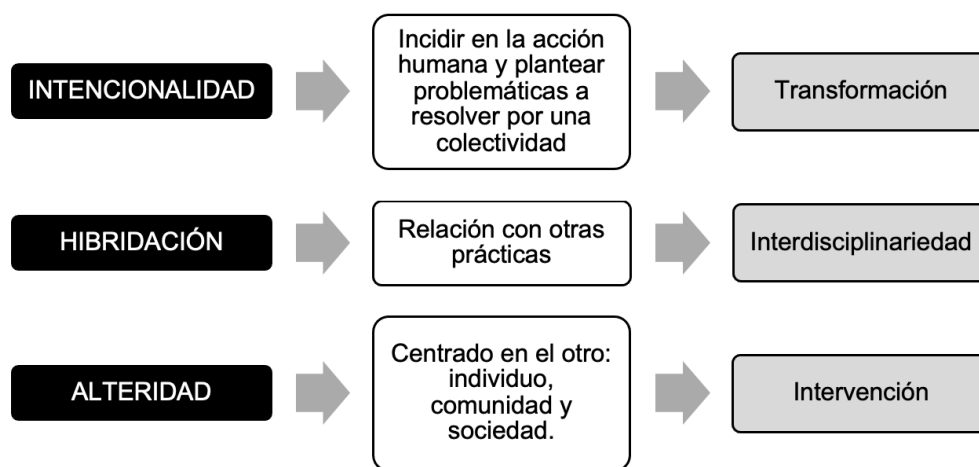 INTENCIONALIDAD
Incidir en la acción
humana y plantear
problemáticas a
resolver por una
colectividad
Transformación
HIBRIDACIÓN
Relación con otras
prácticas
Interdisciplinariedad
ALTERIDAD
Centrado en el otro:
individuo,
comunidad y
sociedad.
Intervención